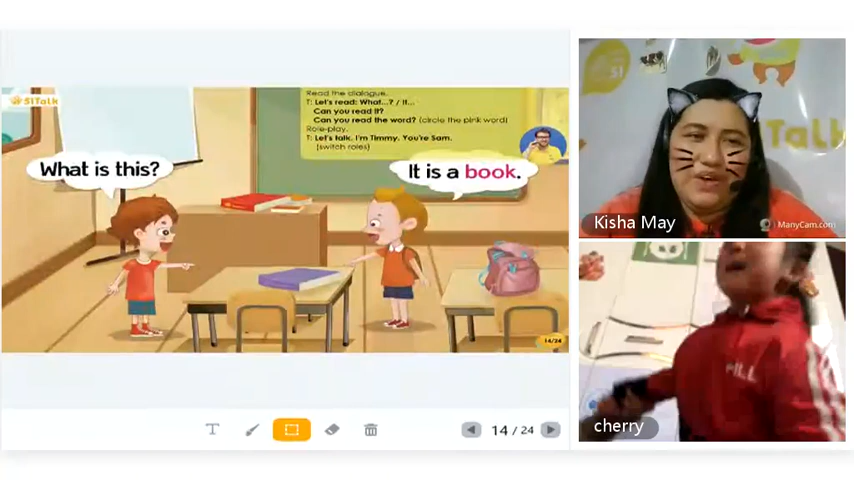 51Talk
Read the dialogue.
T: Let's read: What...? / It...
Can you read it?
Can you read the word? (circle the pink word)
Role-play.
T: Let's talk. I'm Timmy. You're Sam.
(switch roles)
What is this?
It is a book.
14/24
T
14 / 24
51
Talk
Kisha May
ManyCam.com
cherry